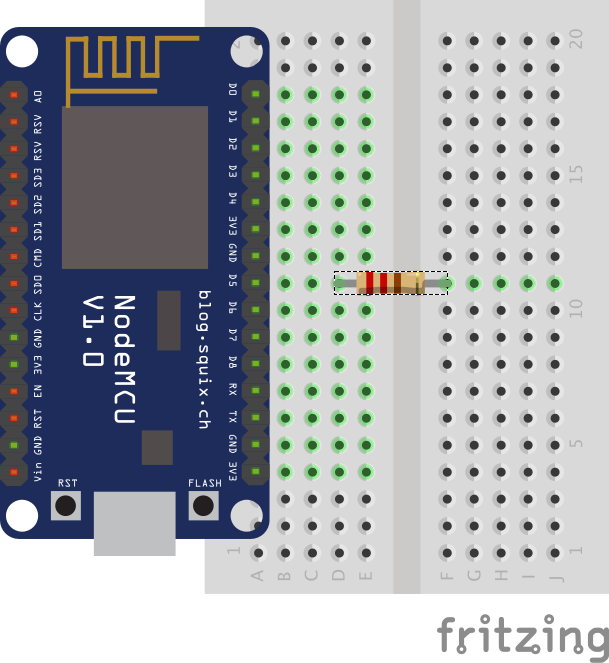 A0
RSV
RSV
SD3
SD2
SD1
CMD
SD0
CLK
GND
3V3
EN
RST
GND
Vin
D0
D1
D2
D3
D4
3V3
GND
D5
D6
D7
D8
RX
TX
GND
3V3
NodeMCU
V1.0
blog.squix.ch
RST
FLASH
20
15
10
5
1
1
A B C D E F G H I J
fritzing